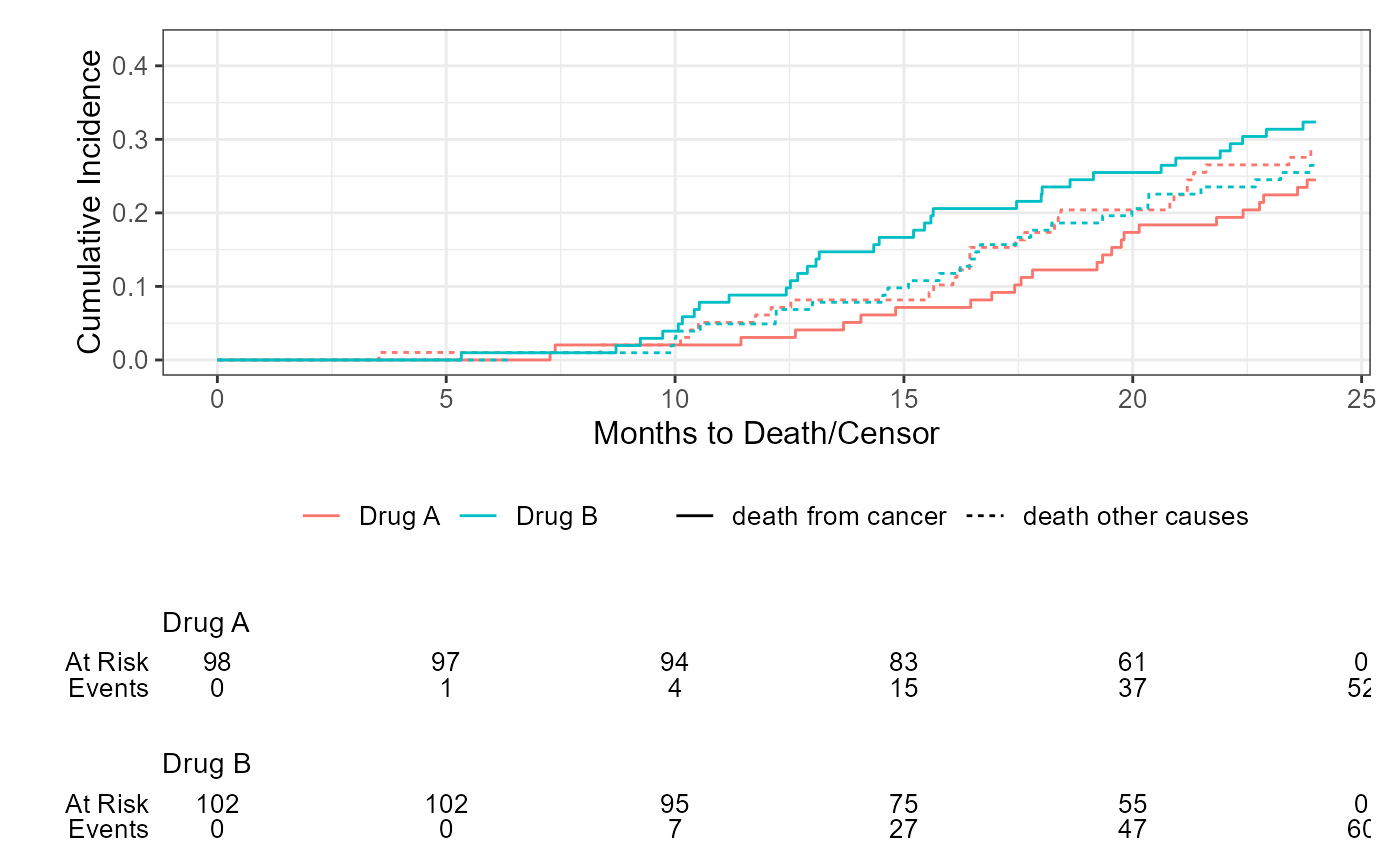 Cumulative Incidence
0.4
0.3
0.2
0.1
0.0
0 5 10 15 20 25
Months to Death/Censor
Drug A Drug B death from cancer death other causes
Drug A
At Risk 98 97 94 83 61 0
Events 0 1 4 15 37 52
Drug B
At Risk 102 102 95 75 55 0
Events 0 0 7 27 47 60